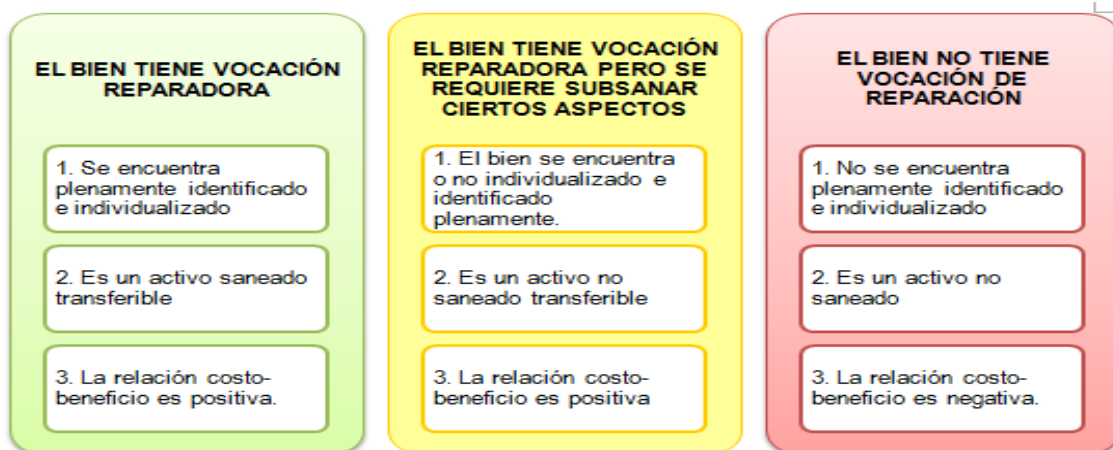 EL BIEN TIENE VOCACIÓN
REPARADORA
1. Se encuentra
plenamente identificado
e individualizado
2. Es un activo saneado
transferible
3. La relación costo-
beneficio es positiva.
EL BIEN TIENE VOCACIÓN
REPARADORA PERO SE
REQUIERE SUBSANAR
CIERTOS ASPECTOS
1. El bien se encuentra
o no individualizado e
identificado
plenamente.
2. Es un activo no
saneado transferible
3. La relación costo-
beneficio es positiva
EL BIEN NO TIENE
VOCACIÓN DE
REPARACIÓN
1. No se encuentra
plenamente identificado
e individualizado
2. Es un activo no
saneado
3. La relación costo-
beneficio es negativa.